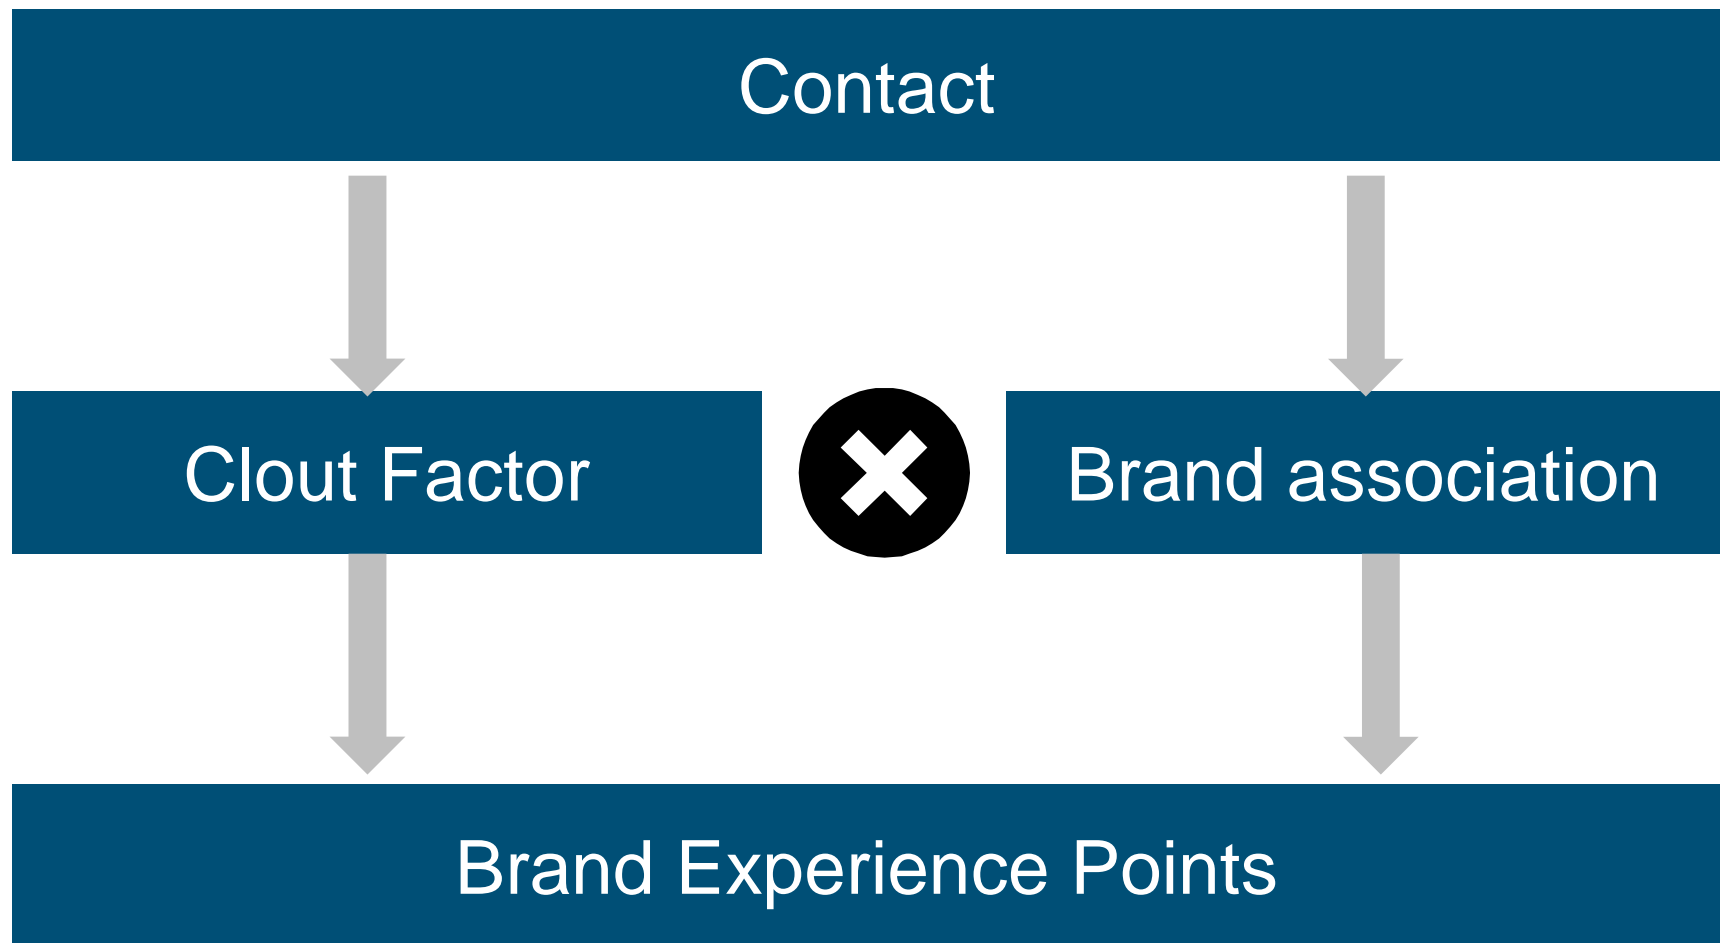 Contact
Clout Factor
Brand association
Brand Experience Points